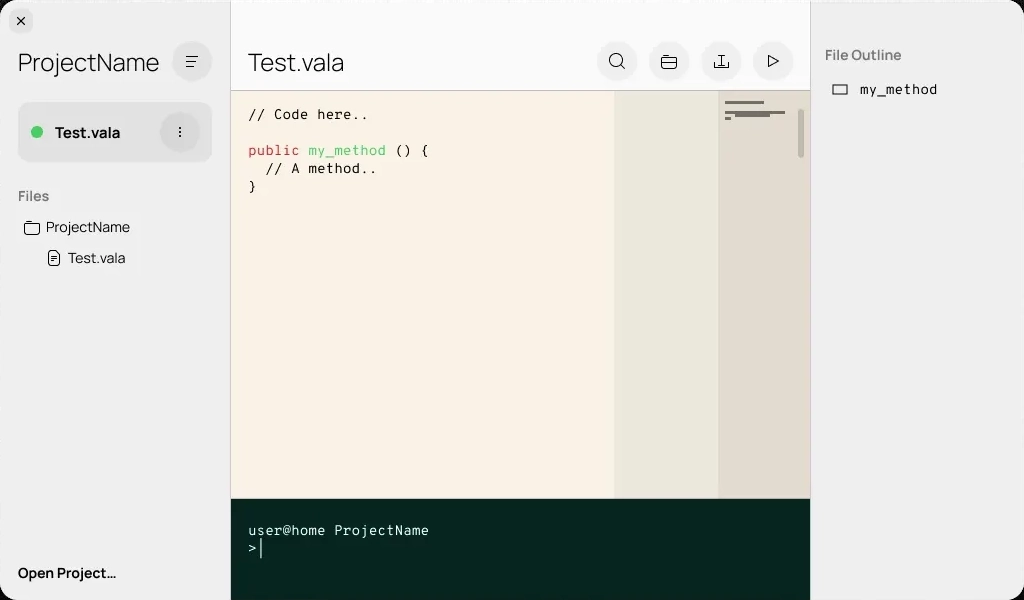 ProjectName
Test.vala
Files
ProjectName
Test.vala
Open Project...
Test.vala
// Code here..
public my_method () {
// A method..
}
user@home ProjectName
>
File Outline
my_method